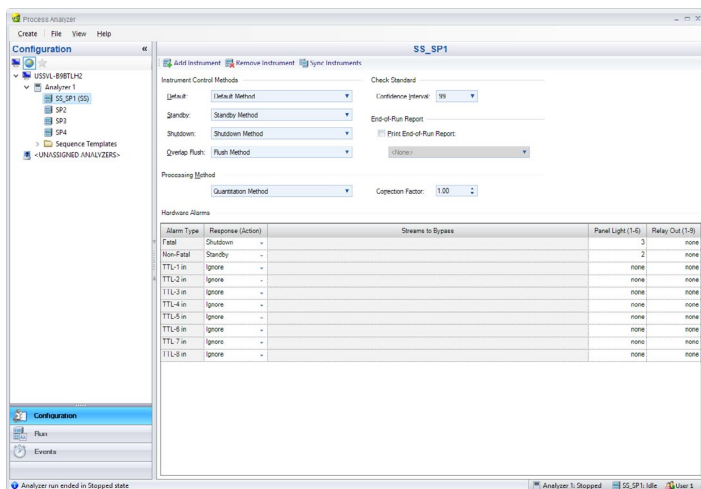 Process Analyzer
Create File View Help
Configuration «
SS_SP1
Add Instrument Remove Instrument Sync Instruments
USSVL-B9BTLH2
Analyzer 1
SS_SP1 (SS)
SP2
SP3
SP4
Sequence Templates
<UNASSIGNED ANALYZERS>
Instrument Control Methods
Default: Default Method
Standby: Standby Method
Shutdown: Shutdown Method
Overlap Flush: Flush Method
Check Standard
Confidence Interval: 99
End-of-Run Report
Print End-of-Run Report:
<None>
Processing Method
Quantitation Method
Correction Factor: 1.00
Hardware Alarms
Alarm Type Response (Action) Streams to Bypass Panel Light (1-6) Relay Out (1-9)
Fatal Shutdown 3 none
Non-Fatal Standby 2 none
TTL-1 in Ignore none none
TTL-2 in Ignore none none
TTL-3 in Ignore none none
TTL-4 in Ignore none none
TTL-5 in Ignore none none
TTL-6 in Ignore none none
TTL-7 in Ignore none none
TTL-8 in Ignore none none
Configuration
Run
Events
Analyzer run ended in Stopped state
Analyzer 1: Stopped SS_SP1: Idle User 1